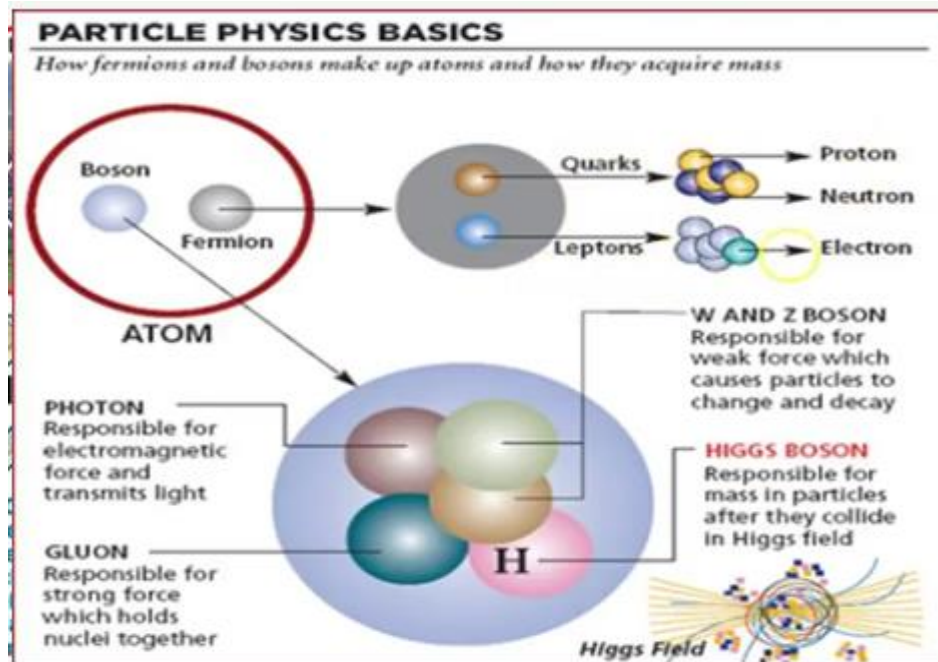 PARTICLE PHYSICS BASICS
How fermions and bosons make up atoms and how they acquire mass
Boson
Fermion
ATOM
Quarks
Leptons
Proton
Neutron
Electron
PHOTON
Responsible for
electromagnetic
force and
transmits light
GLUON
Responsible for
strong force
which holds
nuclei together
W AND Z BOSON
Responsible for
weak force which
causes particles to
change and decay
HIGGS BOSON
Responsible for
mass in particles
after they collide
in Higgs field
H
Higgs Field